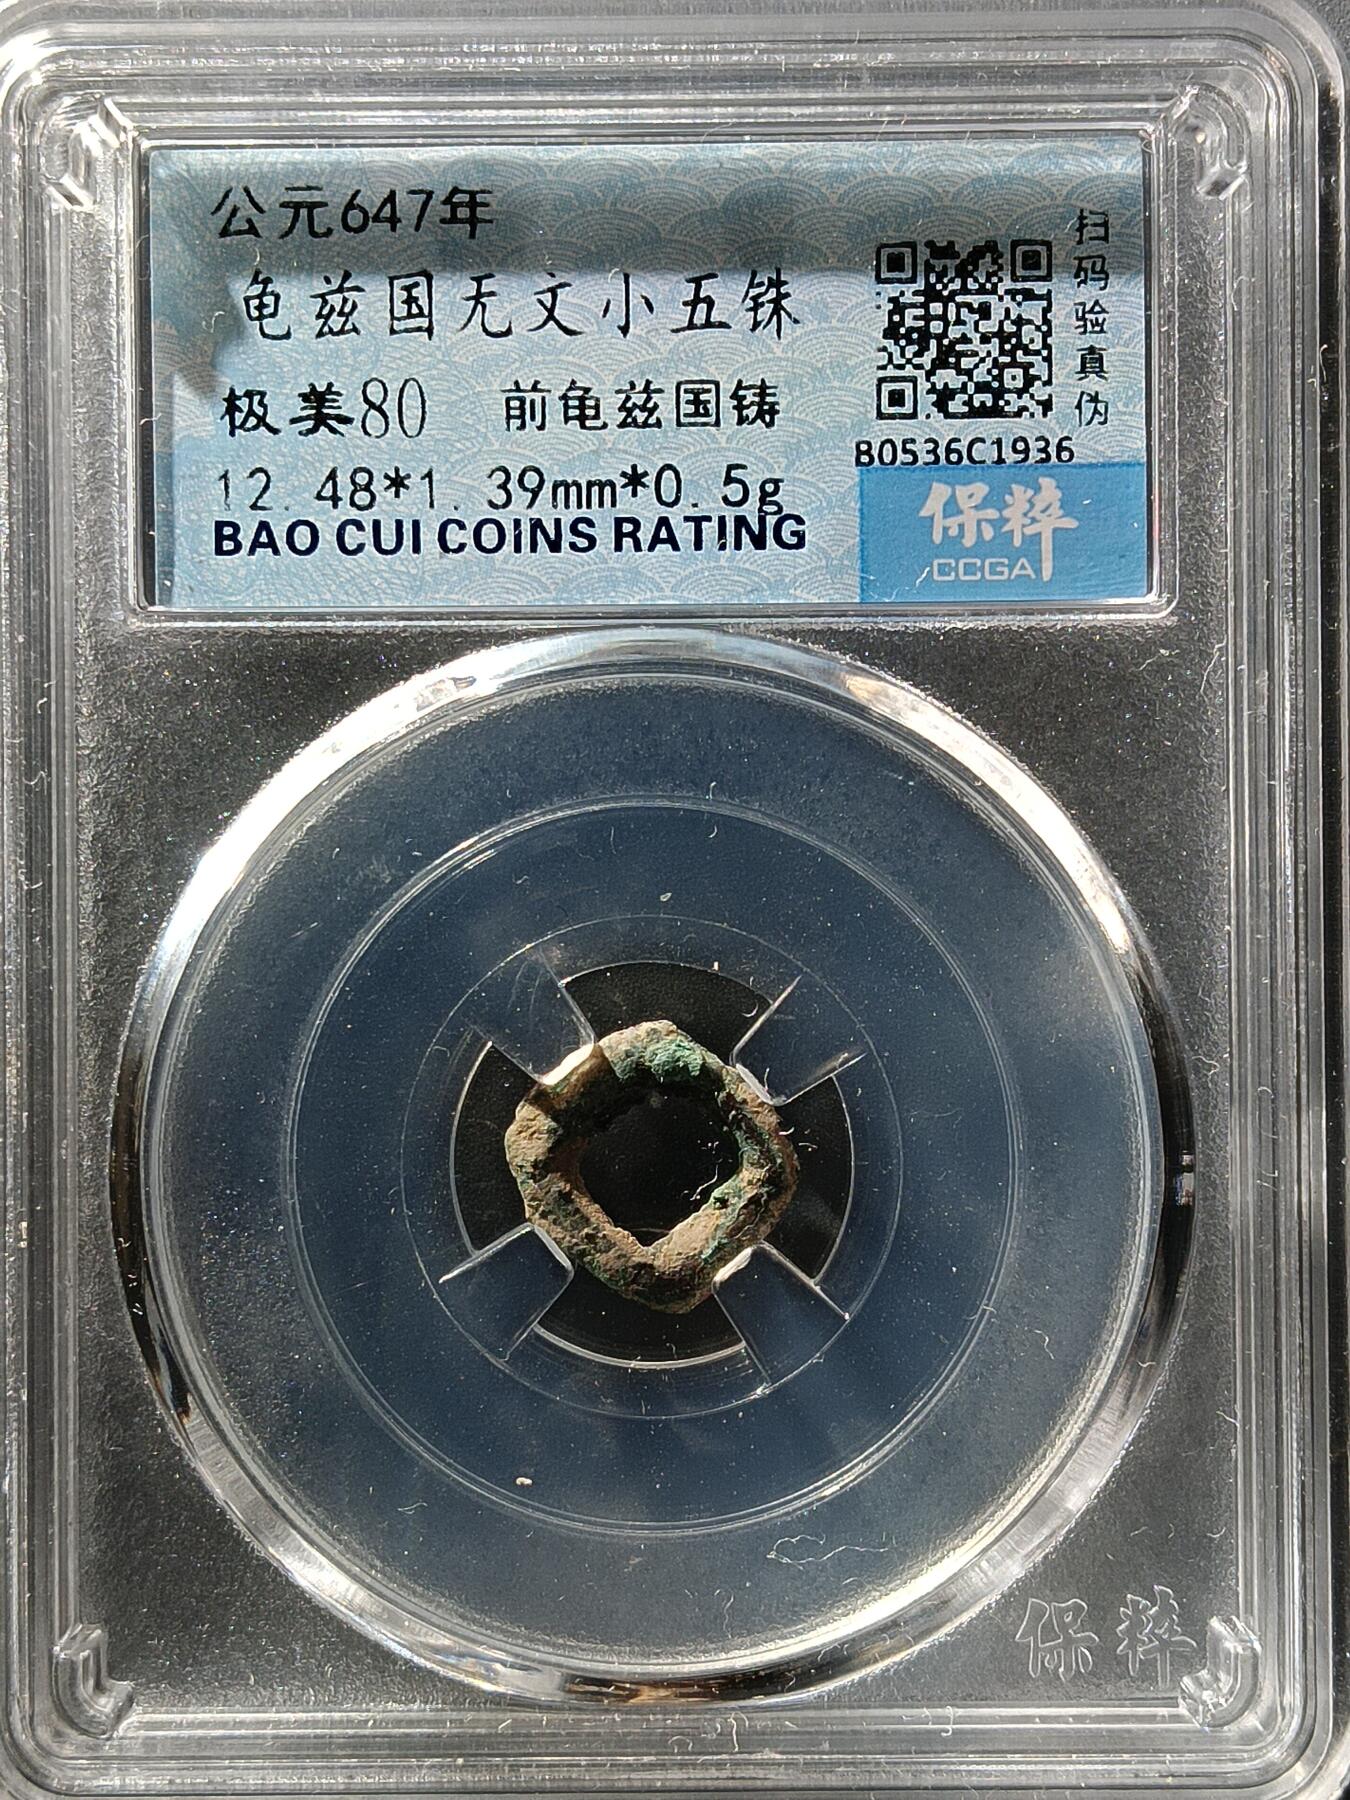 公元647年
龟兹国无文小五铢
极美80 前龟兹国铸
12.48*1.39mm*0.5g
BAO CUI COINS RATING
扫码验真伪
B0536C1936
保粹
CCGA
保粹